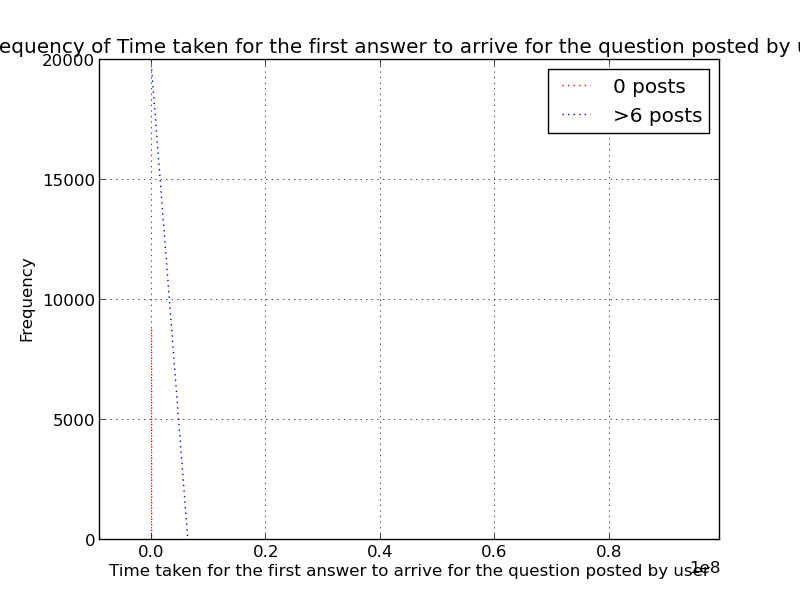 equency of Time taken for the first answer to arrive for the question posted by u
20000
15000
10000
5000
0
Frequency
0 posts
>6 posts
0.0 0.2 0.4 0.6 0.8
1e8
Time taken for the first answer to arrive for the question posted by user